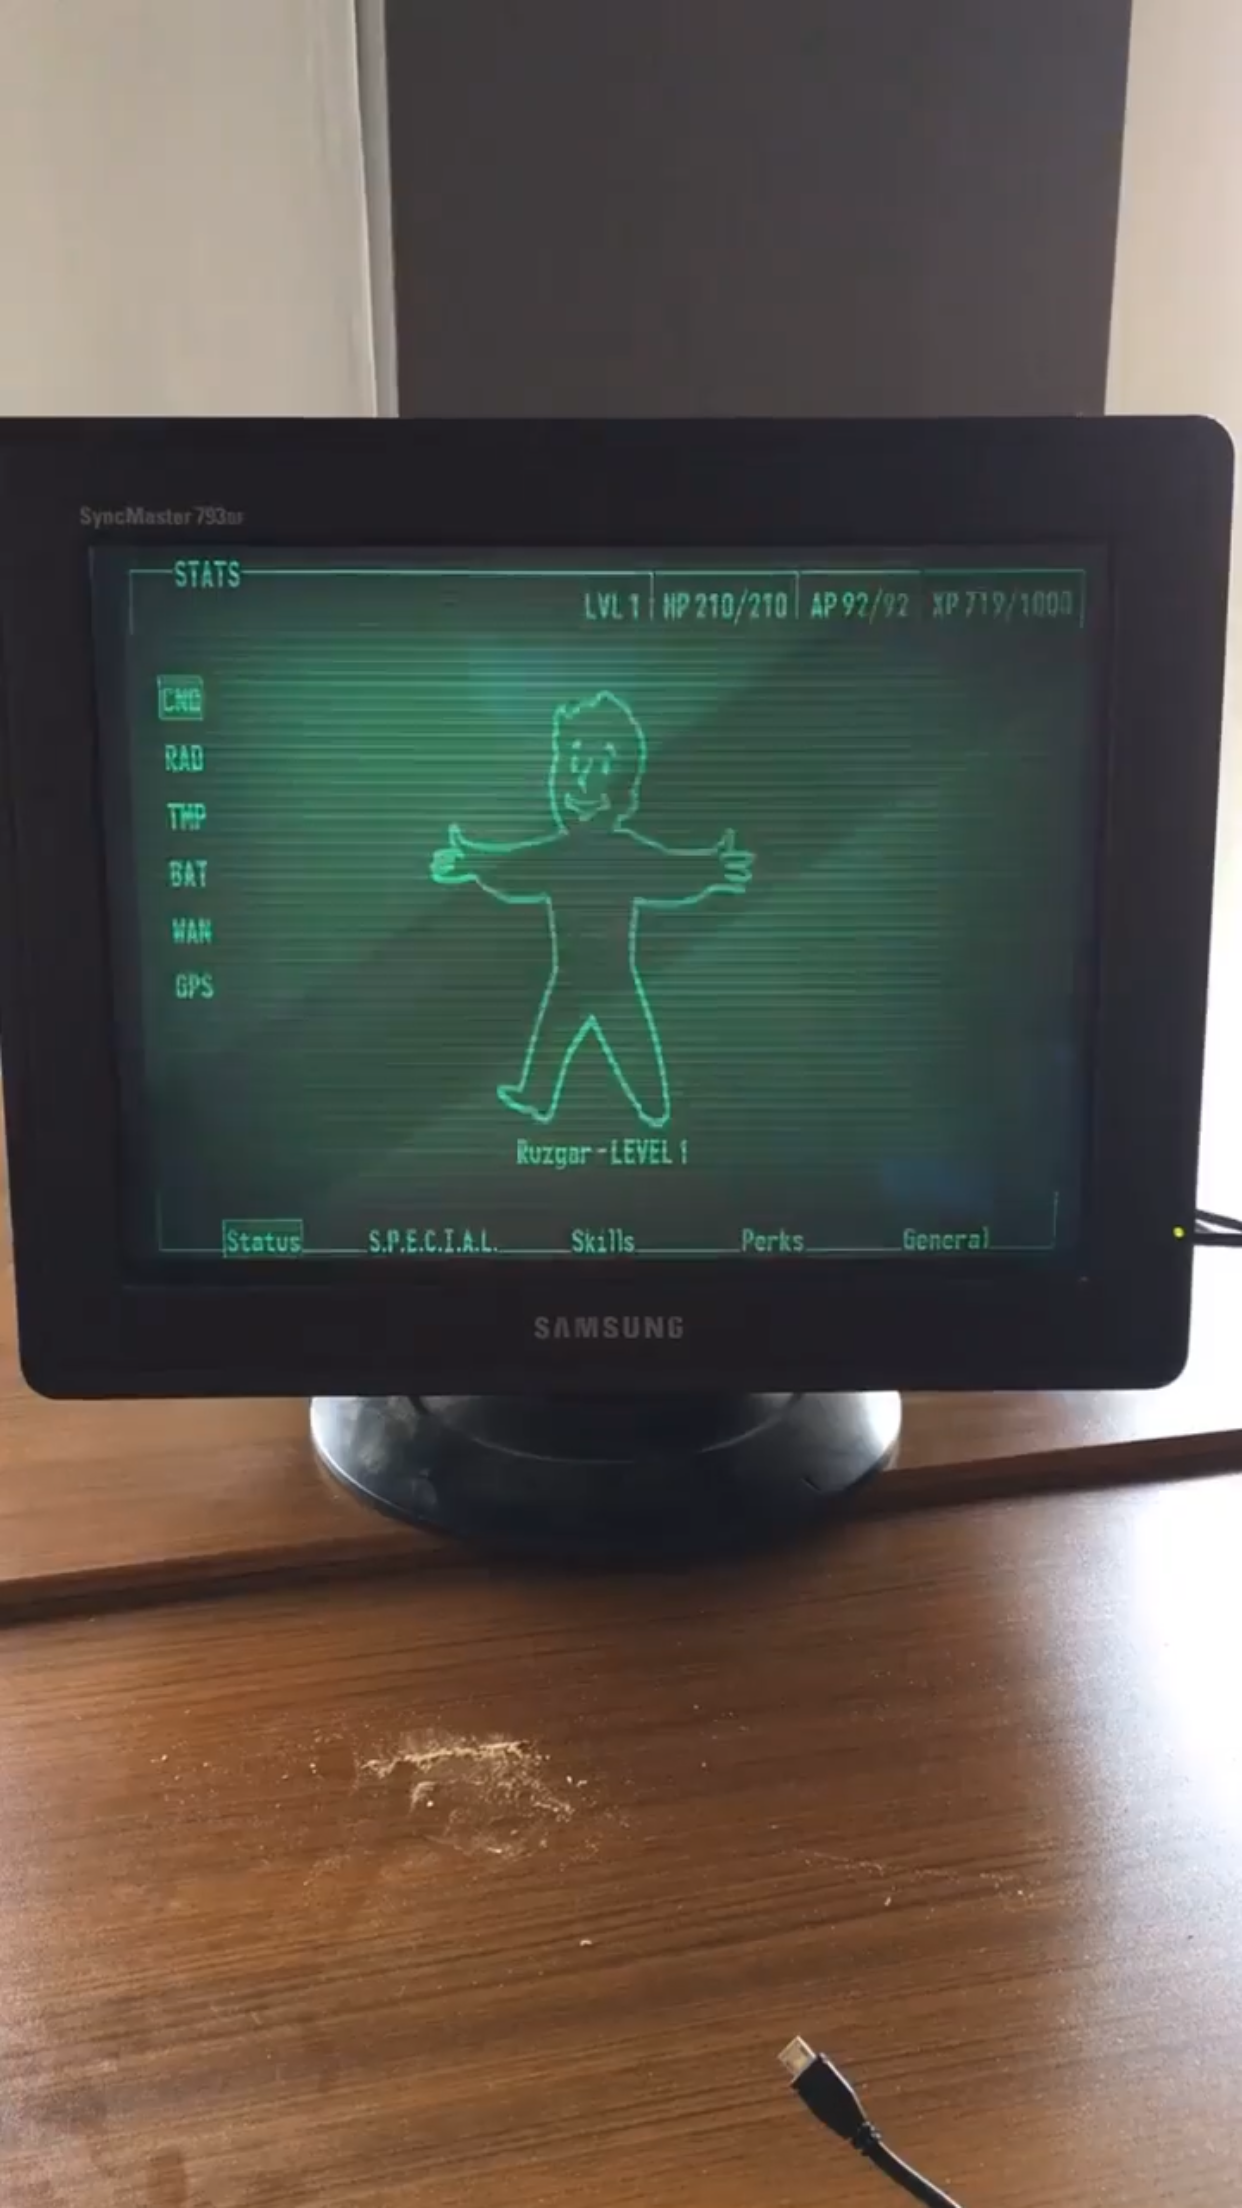 SyncMaster 793DF
STATS
LVL 1 HP 210/210 AP 92/92 XP 719/1000
CND
RAD
TMP
BAT
WAN
GPS
Ruzgar - LEVEL 1
Status S.P.E.C.I.A.L. Skills Perks General
SAMSUNG